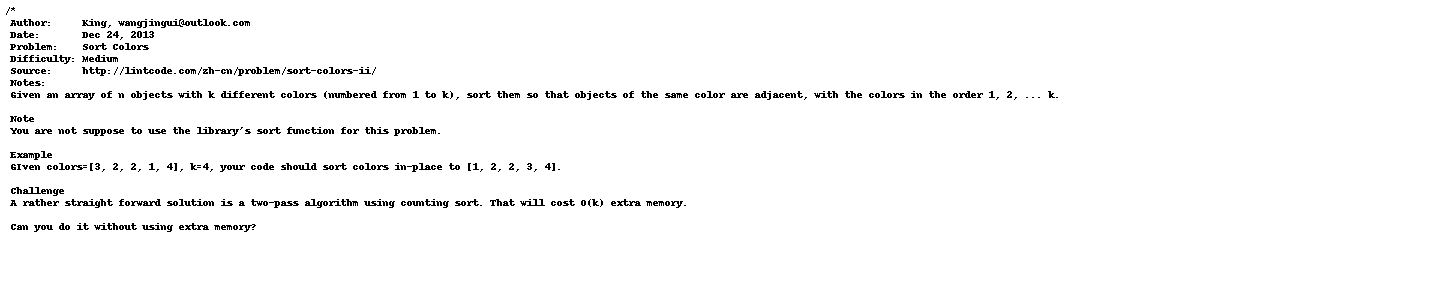 /*
Author: King, wangjingui@outlook.com
Date: Dec 24, 2013
Problem: Sort Colors
Difficulty: Medium
Source: http://lintcode.com/zh-cn/problem/sort-colors-ii/
Notes:
Given an array of n objects with k different colors (numbered from 1 to k), sort them so that objects of the same color are adjacent, with the colors in the order 1, 2, ... k.
Note
You are not suppose to use the library's sort function for this problem.
Example
GIven colors=[3, 2, 2, 1, 4], k=4, your code should sort colors in-place to [1, 2, 2, 3, 4].
Challenge
A rather straight forward solution is a two-pass algorithm using counting sort. That will cost O(k) extra memory.
Can you do it without using extra memory?